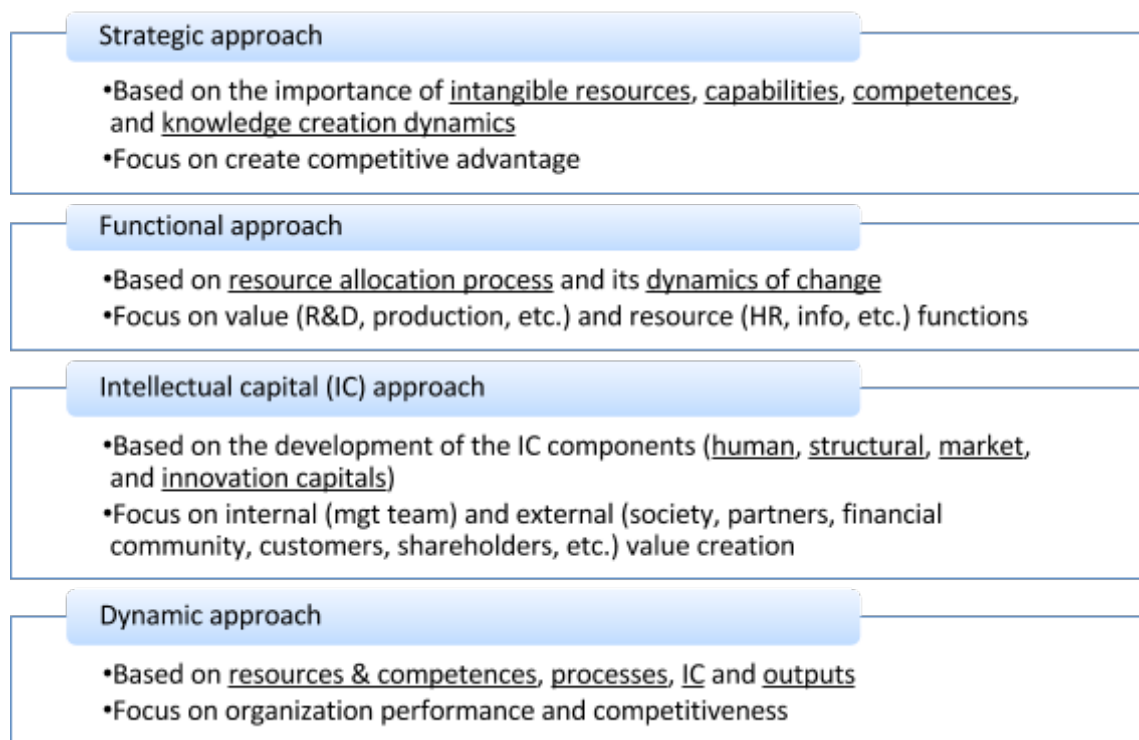 Strategic approach
•Based on the importance of intangible resources, capabilities, competences,
and knowledge creation dynamics
•Focus on create competitive advantage
Functional approach
•Based on resource allocation process and its dynamics of change
•Focus on value (R&D, production, etc.) and resource (HR, info, etc.) functions
Intellectual capital (IC) approach
•Based on the development of the IC components (human, structural, market,
and innovation capitals)
•Focus on internal (mgt team) and external (society, partners, financial
community, customers, shareholders, etc.) value creation
Dynamic approach
•Based on resources & competences, processes, IC and outputs
•Focus on organization performance and competitiveness